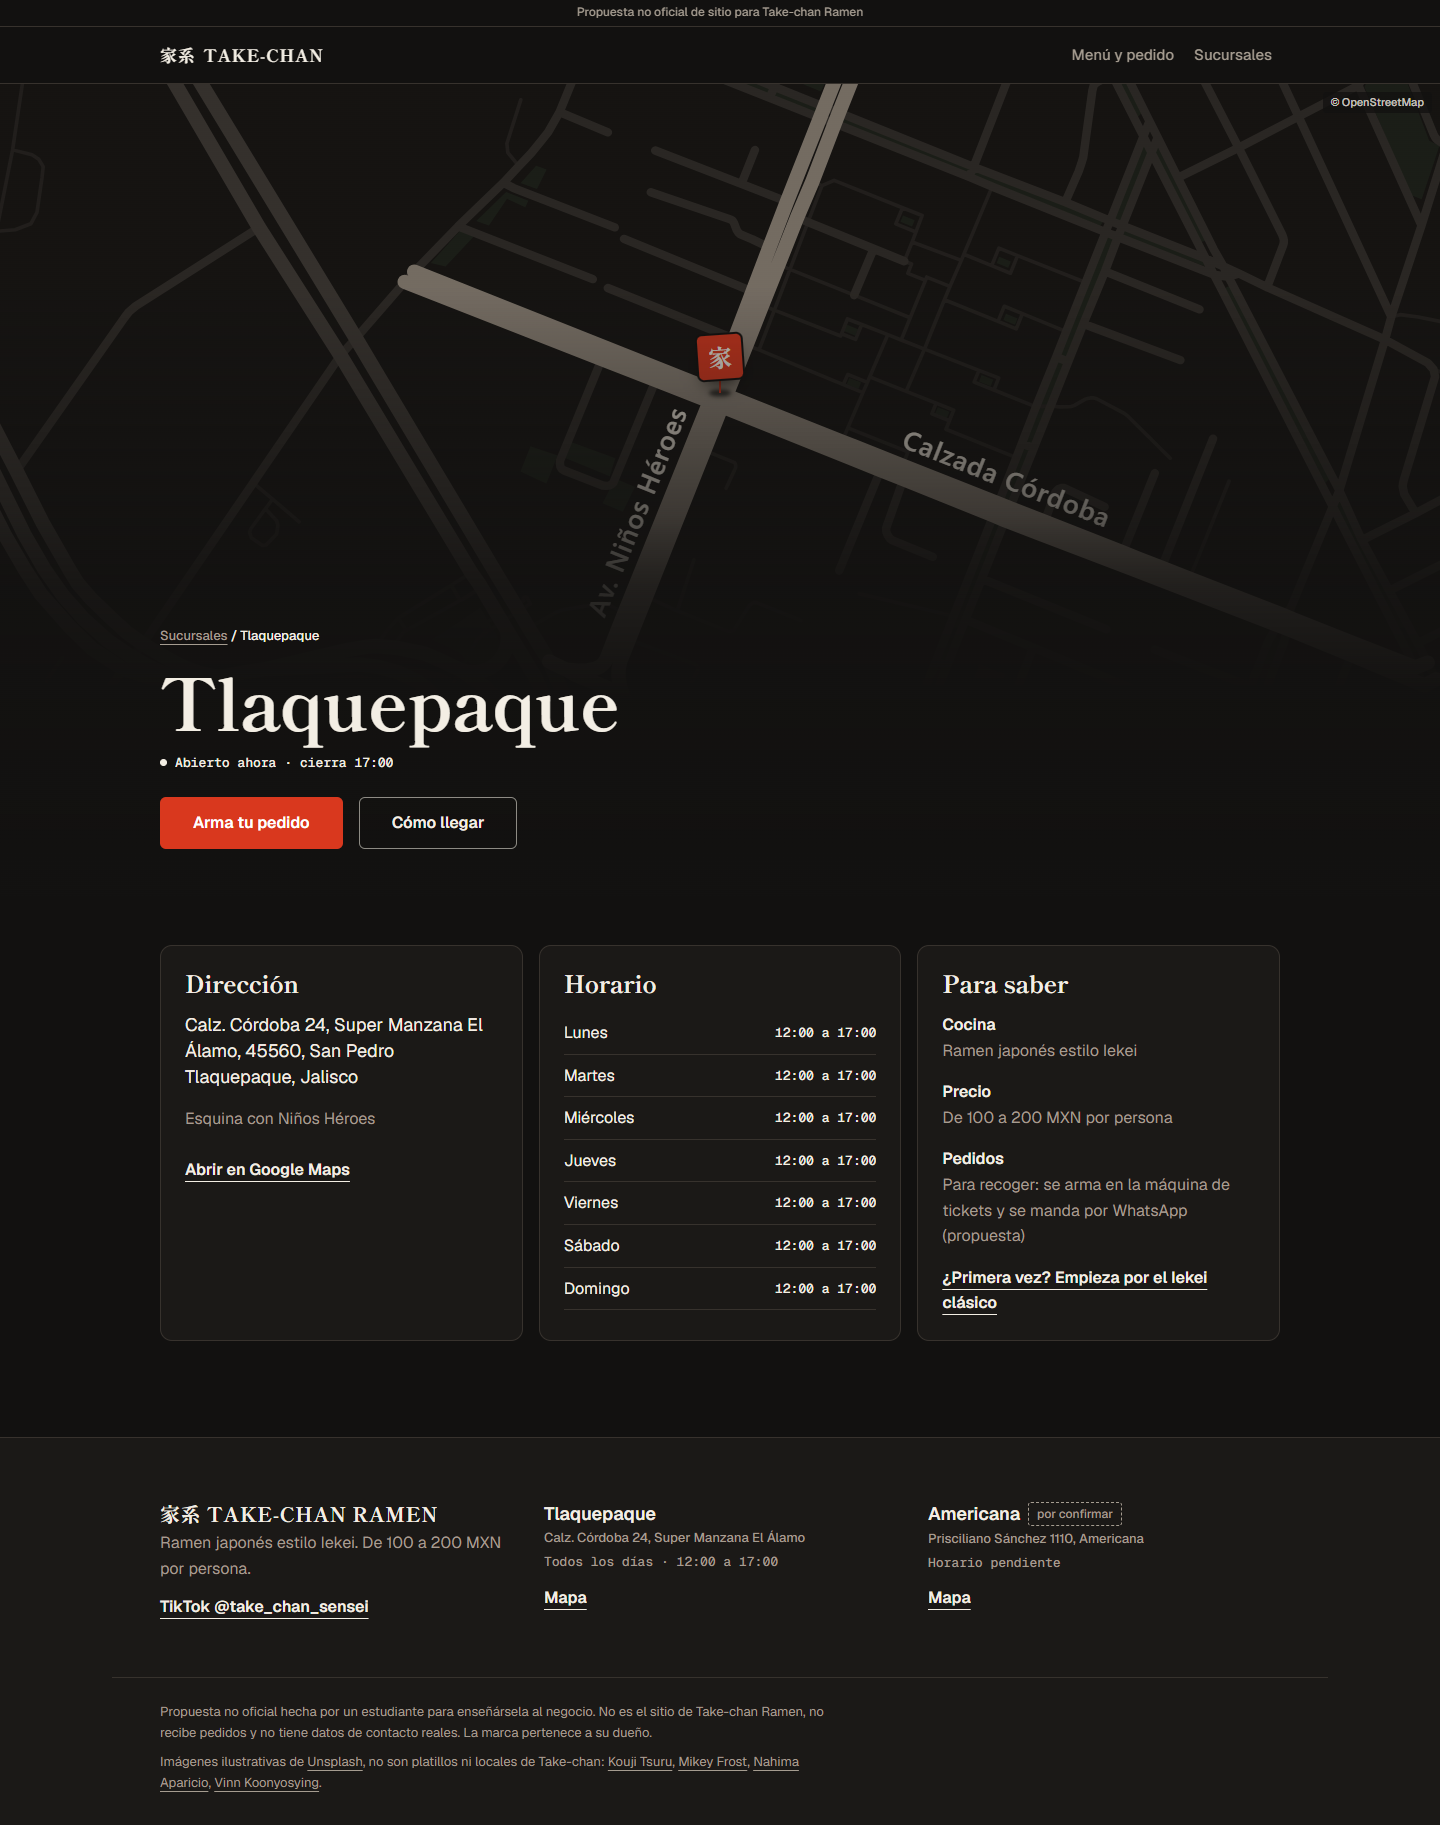 Propuesta no oficial de sitio para Take-chan Ramen
家系 TAKE-CHAN
Menú y pedido
Sucursales
© OpenStreetMap
家
Av. Niños Héroes
Calzada Córdoba
Sucursales / Tlaquepaque
Tlaquepaque
Abierto ahora · cierra 17:00
Arma tu pedido
Cómo llegar
Dirección
Calz. Córdoba 24, Super Manzana El
Álamo, 45560, San Pedro
Tlaquepaque, Jalisco
Esquina con Niños Héroes
Abrir en Google Maps
Horario
Lunes 12:00 a 17:00
Martes 12:00 a 17:00
Miércoles 12:00 a 17:00
Jueves 12:00 a 17:00
Viernes 12:00 a 17:00
Sábado 12:00 a 17:00
Domingo 12:00 a 17:00
Para saber
Cocina
Ramen japonés estilo Iekei
Precio
De 100 a 200 MXN por persona
Pedidos
Para recoger: se arma en la máquina de
tickets y se manda por WhatsApp
(propuesta)
¿Primera vez? Empieza por el Iekei
clásico
家系 TAKE-CHAN RAMEN
Ramen japonés estilo Iekei. De 100 a 200 MXN
por persona.
TikTok @take_chan_sensei
Tlaquepaque
Calz. Córdoba 24, Super Manzana El Álamo
Todos los días · 12:00 a 17:00
Mapa
Americana por confirmar
Prisciliano Sánchez 1110, Americana
Horario pendiente
Mapa
Propuesta no oficial hecha por un estudiante para enseñársela al negocio. No es el sitio de Take-chan Ramen, no
recibe pedidos y no tiene datos de contacto reales. La marca pertenece a su dueño.
Imágenes ilustrativas de Unsplash, no son platillos ni locales de Take-chan: Kouji Tsuru, Mikey Frost, Nahima
Aparicio, Vinn Koonyosying.